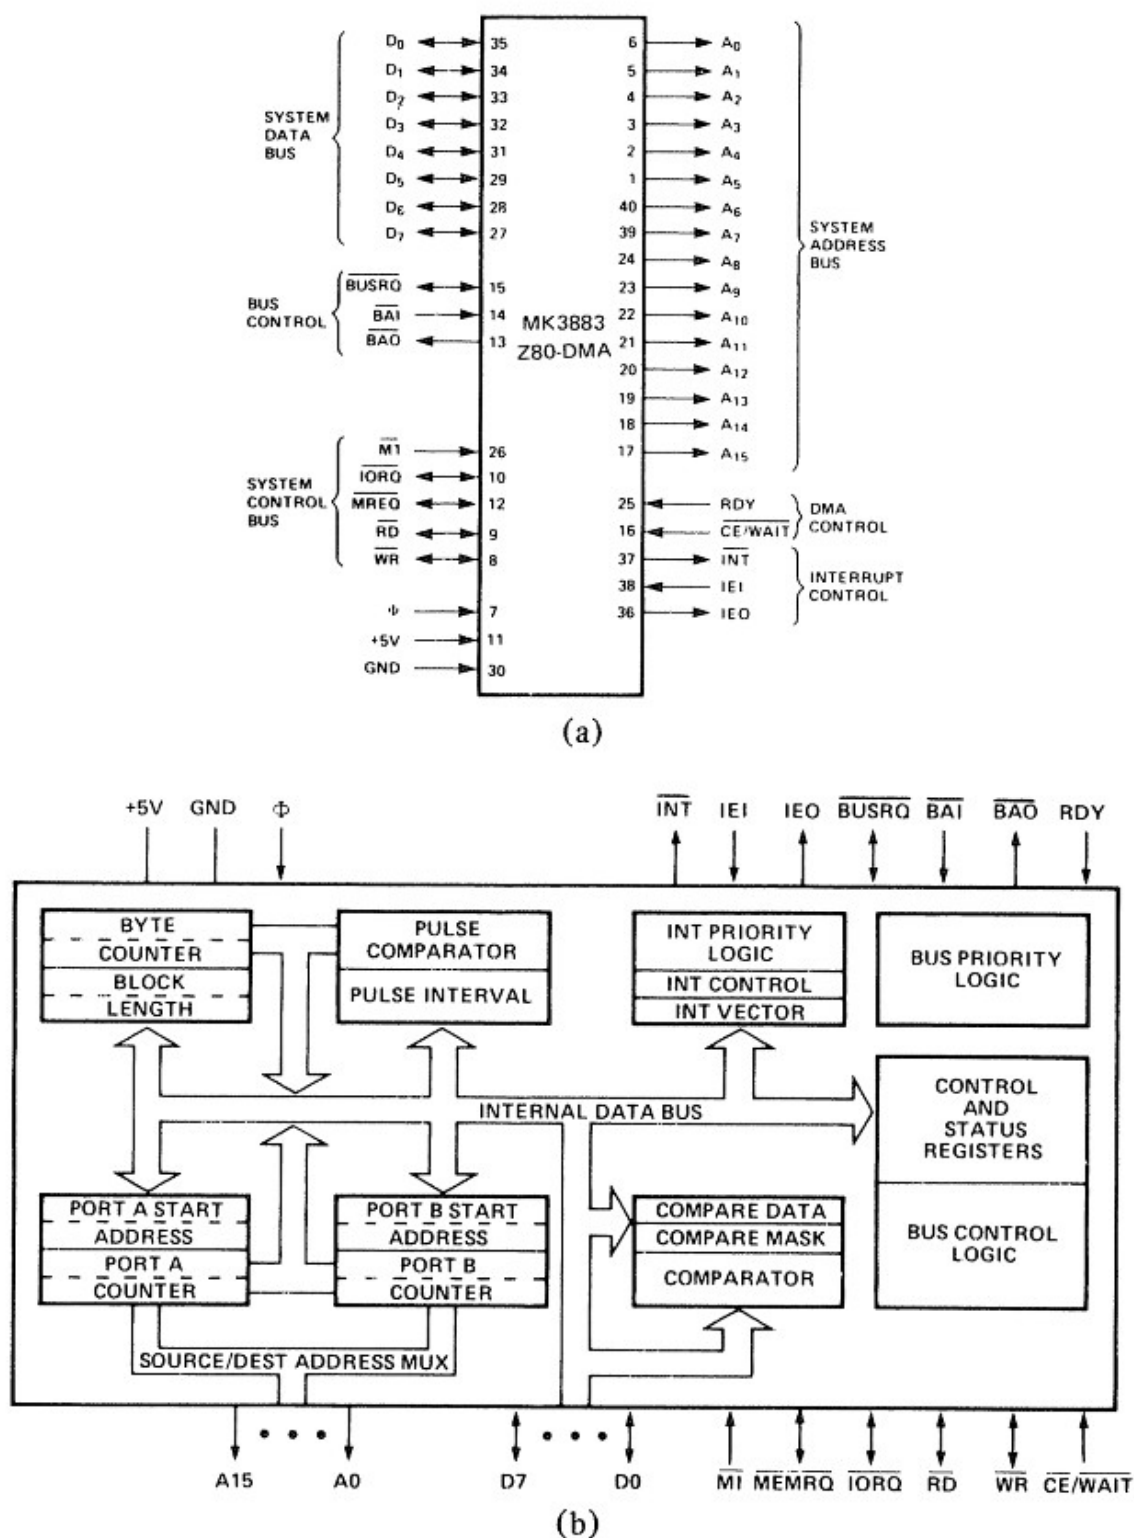 D0 35 6 A0
D1 34 5 A1
D2 33 4 A2
D3 32 3 A3
D4 31 2 A4
D5 29 1 A5
D6 28 40 A6
D7 27 39 A7
SYSTEM
DATA
BUS
24 A8
23 A9
22 A10
21 A11
20 A12
19 A13
18 A14
17 A15
SYSTEM
ADDRESS
BUS
BUS
CONTROL
BUSRQ 15
BAI 14
BAO 13
MK3883
Z80-DMA
SYSTEM
CONTROL
BUS
M1 26
IORQ 10
MREQ 12
RD 9
WR 8
Φ 7
+5V 11
GND 30
25 RDY
16 CE/WAIT
DMA
CONTROL
37 INT
38 IEI
36 IEO
INTERRUPT
CONTROL
(a)
+5V GND Φ INT IEI IEO BUSRQ BAI BAO RDY
BYTE
COUNTER
BLOCK
LENGTH
PULSE
COMPARATOR
PULSE INTERVAL
INT PRIORITY
LOGIC
INT CONTROL
INT VECTOR
BUS PRIORITY
LOGIC
INTERNAL DATA BUS
CONTROL
AND
STATUS
REGISTERS
BUS CONTROL
LOGIC
PORT A START
ADDRESS
PORT A
COUNTER
PORT B START
ADDRESS
PORT B
COUNTER
COMPARE DATA
COMPARE MASK
COMPARATOR
SOURCE/DEST ADDRESS MUX
A15 A0 D7 D0 MI MEMRQ IORQ RD WR CE/WAIT
(b)